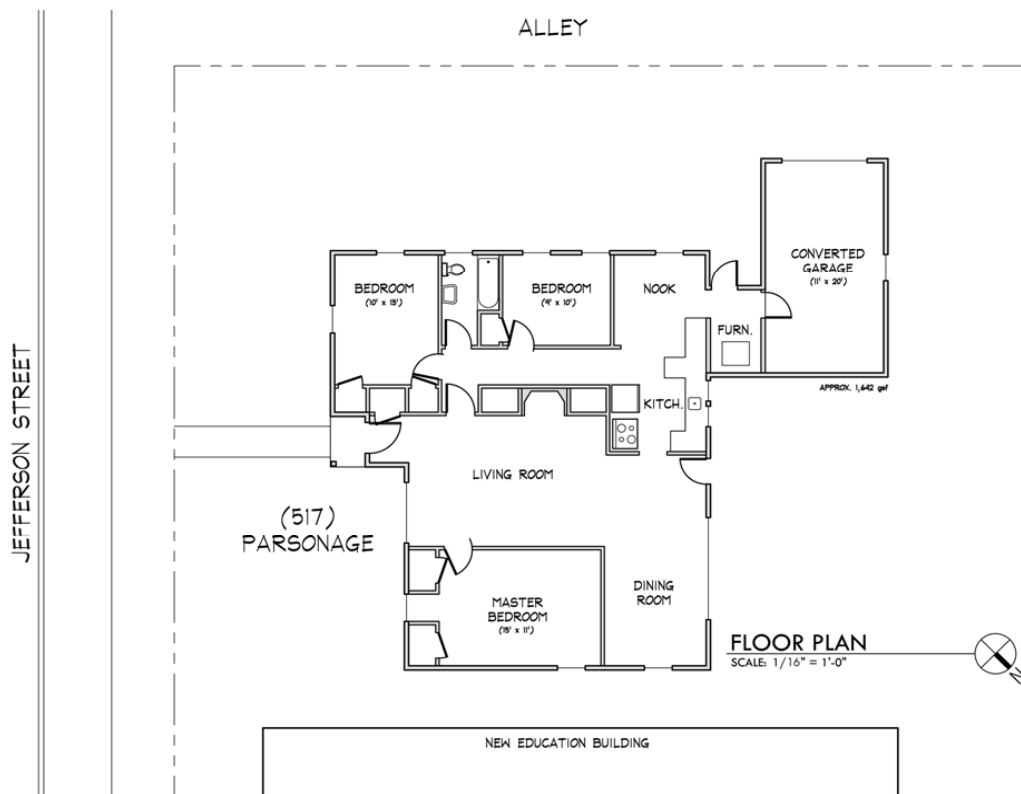 ALLEY
CONVERTED
GARAGE
(11' x 20')
BEDROOM
(10' x 13')
BEDROOM
(9' x 10')
NOOK
FURN.
APPROX. 1,642 gsf
KITCH.
JEFFERSON STREET
LIVING ROOM
(517)
PARSONAGE
MASTER
BEDROOM
(15' x 11')
DINING
ROOM
FLOOR PLAN
SCALE: 1/16" = 1'-0"
N
NEW EDUCATION BUILDING